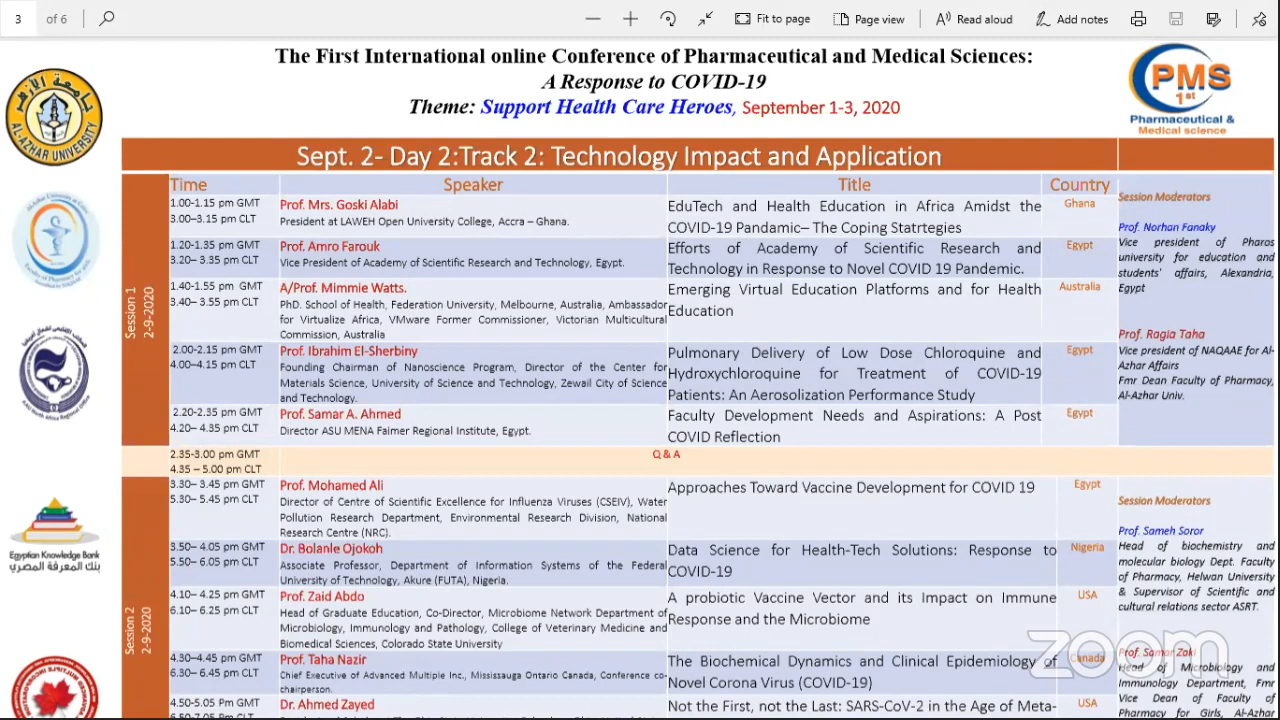 3 of 6 Fit to page Page view Read aloud Add notes
The First International online Conference of Pharmaceutical and Medical Sciences:
A Response to COVID-19
Theme: Support Health Care Heroes, September 1-3, 2020
AL-AZHAR UNIVERSITY
PMS
1st
Pharmaceutical &
Medical science
Sept. 2- Day 2:Track 2: Technology Impact and Application
Time Speaker Title Country
Session 1
2-9-2020
1.00-1.15 pm GMT
3.00–3.15 pm CLT
Prof. Mrs. Goski Alabi
President at LAWEH Open University College, Accra – Ghana.
EduTech and Health Education in Africa Amidst the
COVID-19 Pandamic– The Coping Statrtegies
Ghana
1.20-1.35 pm GMT
3.20– 3.35 pm CLT
Prof. Amro Farouk
Vice President of Academy of Scientific Research and Technology, Egypt.
Efforts of Academy of Scientific Research and
Technology in Response to Novel COVID 19 Pandemic.
Egypt
1.40-1.55 pm GMT
3.40– 3.55 pm CLT
A/Prof. Mimmie Watts.
PhD. School of Health, Federation University, Melbourne, Australia, Ambassador
for Virtualize Africa, VMware Former Commissioner, Victorian Multicultural
Commission, Australia
Emerging Virtual Education Platforms and for Health
Education
Australia
2.00-2.15 pm GMT
4.00–4.15 pm CLT
Prof. Ibrahim El-Sherbiny
Founding Chairman of Nanoscience Program, Director of the Center for
Materials Science, University of Science and Technology, Zewail City of Science
and Technology.
Pulmonary Delivery of Low Dose Chloroquine and
Hydroxychloroquine for Treatment of COVID-19
Patients: An Aerosolization Performance Study
Egypt
2.20-2.35 pm GMT
4.20– 4.35 pm CLT
Prof. Samar A. Ahmed
Director ASU MENA Faimer Regional Institute, Egypt.
Faculty Development Needs and Aspirations: A Post
COVID Reflection
Egypt
Session Moderators
Prof. Norhan Fanaky
Vice president of Pharos
university for education and
students' affairs, Alexandria,
Egypt
Prof. Ragia Taha
Vice president of NAQAAE for Al-
Azhar Affairs
Fmr Dean Faculty of Pharmacy,
Al-Azhar Univ.
2.35-3.00 pm GMT
4.35 – 5.00 pm CLT
Q & A
Session 2
2-9-2020
3.30– 3.45 pm GMT
5.30– 5.45 pm CLT
Prof. Mohamed Ali
Director of Centre of Scientific Excellence for Influenza Viruses (CSEIV), Water
Pollution Research Department, Environmental Research Division, National
Research Centre (NRC).
Approaches Toward Vaccine Development for COVID 19
Egypt
3.50– 4.05 pm GMT
5.50– 6.05 pm CLT
Dr. Bolanle Ojokoh
Associate Professor, Department of Information Systems of the Federal
University of Technology, Akure (FUTA), Nigeria.
Data Science for Health-Tech Solutions: Response to
COVID-19
Nigeria
4.10– 4.25 pm GMT
6.10– 6.25 pm CLT
Prof. Zaid Abdo
Head of Graduate Education, Co-Director, Microbiome Network Department of
Microbiology, Immunology and Pathology, College of Veterinary Medicine and
Biomedical Sciences, Colorado State University
A probiotic Vaccine Vector and its Impact on Immune
Response and the Microbiome
USA
4.30–4.45 pm GMT
6.30– 6.45 pm CLT
Prof. Taha Nazir
Chief Executive of Advanced Multiple Inc., Mississauga Ontario Canada, Conference co-
chairperson.
The Biochemical Dynamics and Clinical Epidemiology of
Novel Corona Virus (COVID-19)
Canada
4.50-5.05 pm GMT
6.50-7.05 pm CLT
Dr. Ahmed Zayed
Not the First, not the Last: SARS-CoV-2 in the Age of Meta-
USA
Session Moderators
Prof. Sameh Soror
Head of biochemistry and
molecular biology Dept. Faculty
of Pharmacy, Helwan University
& Supervisor of Scientific and
cultural relations sector ASRT.
Prof. Samar Zaki
Head of Microbiology and
Immunology Department, Fmr
Vice Dean of Faculty of
Pharmacy for Girls, Al-Azhar
Egyptian Knowledge Bank
بنك المعرفة المصري
zoom